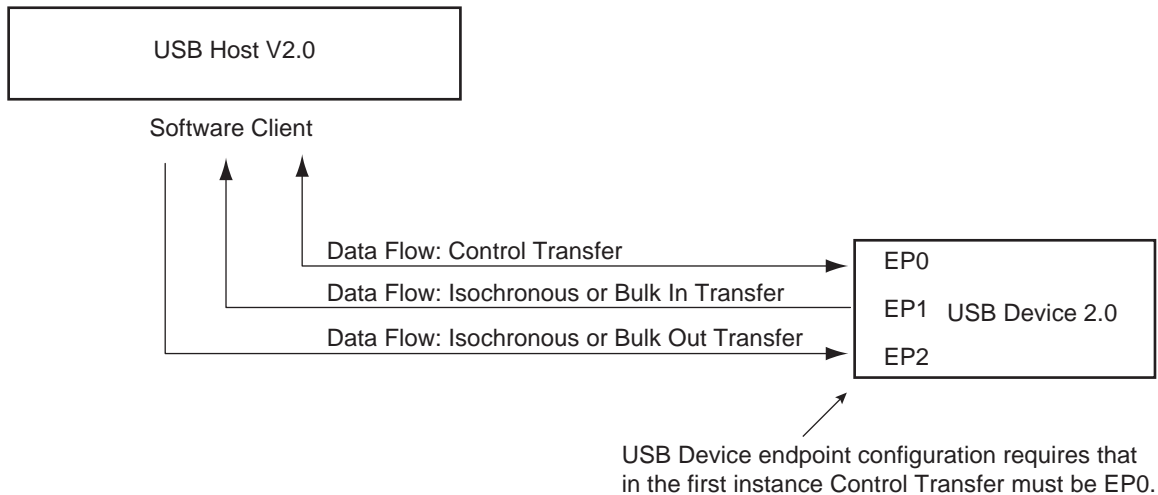 USB Host V2.0
Software Client
Data Flow: Control Transfer
Data Flow: Isochronous or Bulk In Transfer
Data Flow: Isochronous or Bulk Out Transfer
EP0
EP1
USB Device 2.0
EP2
USB Device endpoint configuration requires that
in the first instance Control Transfer must be EP0.